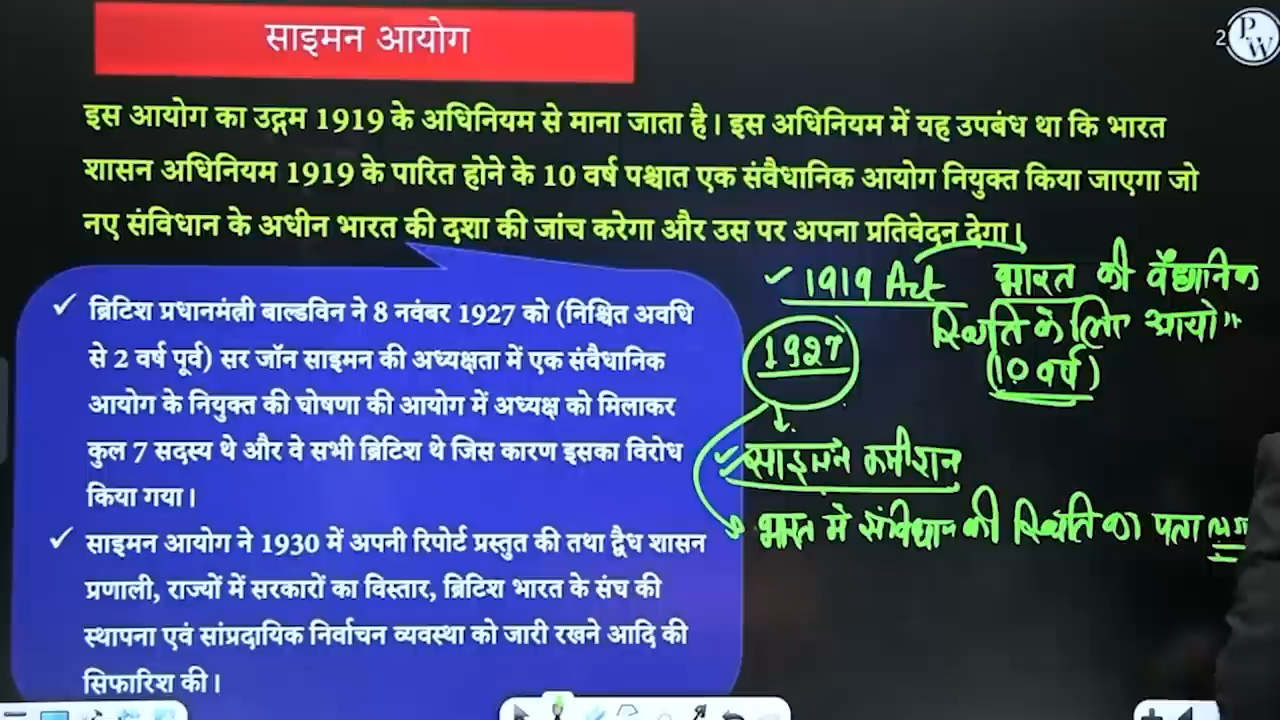 साइमन आयोग
2
PW
इस आयोग का उद्गम 1919 के अधिनियम से माना जाता है। इस अधिनियम में यह उपबंध था कि भारत
शासन अधिनियम 1919 के पारित होने के 10 वर्ष पश्चात एक संवैधानिक आयोग नियुक्त किया जाएगा जो
नए संविधान के अधीन भारत की दशा की जांच करेगा और उस पर अपना प्रतिवेदन देगा।
✓ ब्रिटिश प्रधानमंत्री बाल्डविन ने 8 नवंबर 1927 को (निश्चित अवधि
से 2 वर्ष पूर्व) सर जॉन साइमन की अध्यक्षता में एक संवैधानिक
आयोग के नियुक्त की घोषणा की आयोग में अध्यक्ष को मिलाकर
कुल 7 सदस्य थे और वे सभी ब्रिटिश थे जिस कारण इसका विरोध
किया गया।
✓ साइमन आयोग ने 1930 में अपनी रिपोर्ट प्रस्तुत की तथा द्वैध शासन
प्रणाली, राज्यों में सरकारों का विस्तार, ब्रिटिश भारत के संघ की
स्थापना एवं सांप्रदायिक निर्वाचन व्यवस्था को जारी रखने आदि की
सिफारिश की।
✓ 1919 Act भारत की वैधानिक
स्थिति के लिए
(10 वर्ष)
1927
साइमन कमीशन
भारत में संविधान की स्थिति का पता